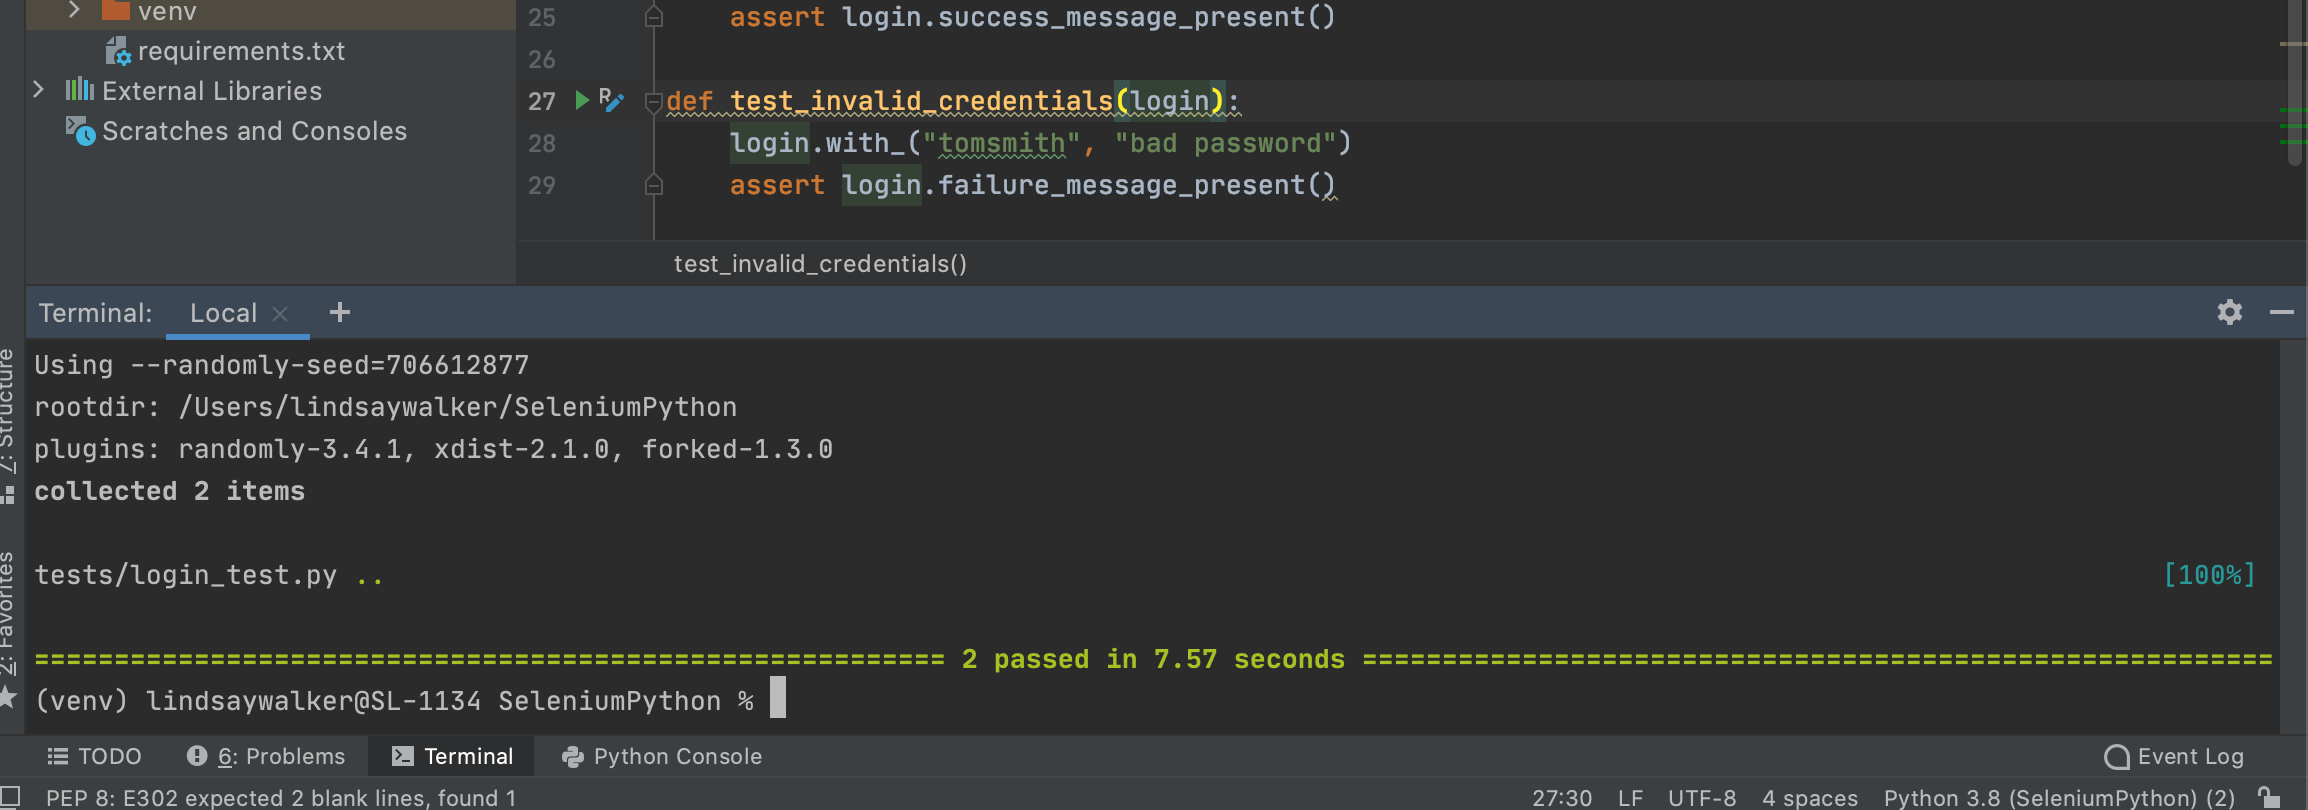 venv
requirements.txt
External Libraries
Scratches and Consoles
25 assert login.success_message_present()
26
27 def test_invalid_credentials(login):
28 login.with_("tomsmith", "bad password")
29 assert login.failure_message_present()
test_invalid_credentials()
Terminal: Local × +
Using --randomly-seed=706612877
rootdir: /Users/lindsaywalker/SeleniumPython
plugins: randomly-3.4.1, xdist-2.1.0, forked-1.3.0
collected 2 items
tests/login_test.py .. [100%]
========================================================= 2 passed in 7.57 seconds =========================================================
(venv) lindsaywalker@SL-1134 SeleniumPython %
7: Structure
2: Favorites
TODO 6: Problems Terminal Python Console Event Log
PEP 8: E302 expected 2 blank lines, found 1 27:30 LF UTF-8 4 spaces Python 3.8 (SeleniumPython) (2)